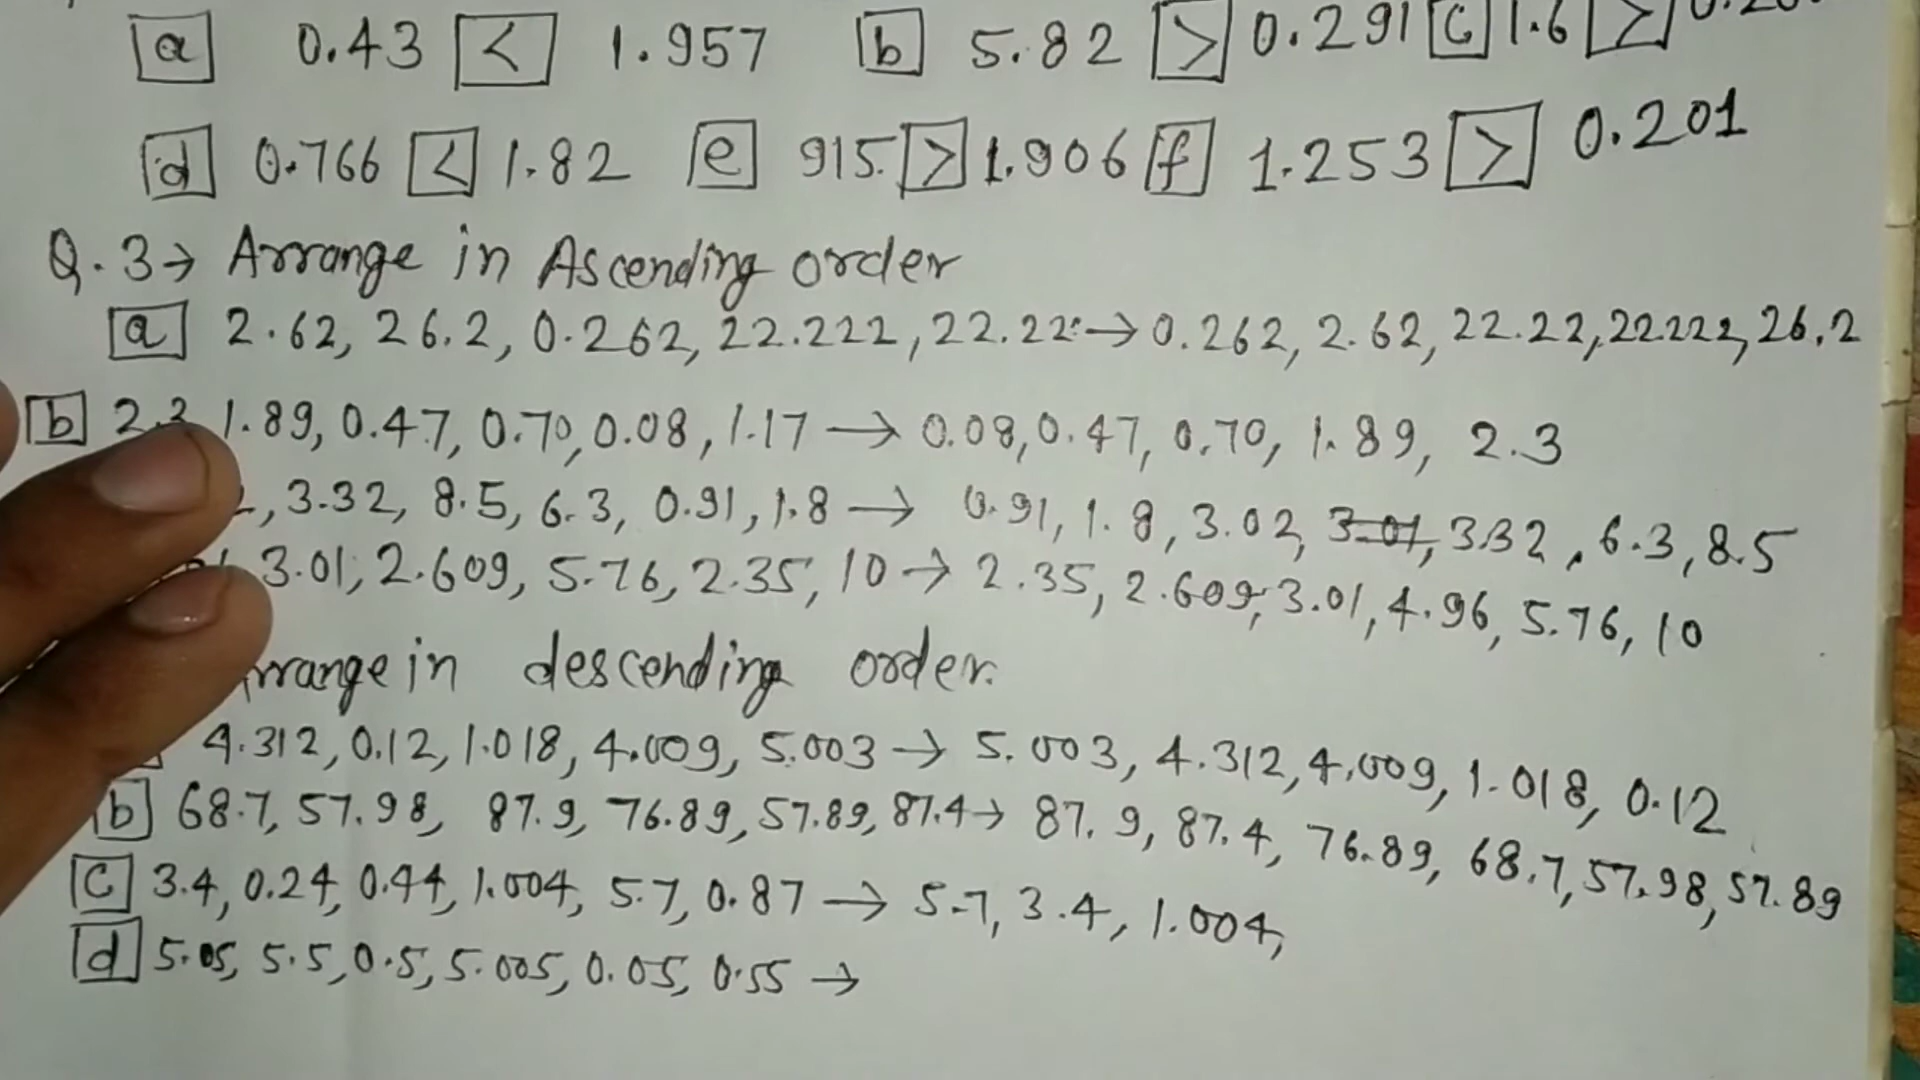 a 0.43 < 1.957 b 5.82 > 0.291 c 1.6 >
d 0.766 < 1.82 e 915. > 1.906 f 1.253 > 0.201
Q.3→ Arrange in Ascending order
a 2.62, 26.2, 0.262, 22.222, 22.22 → 0.262, 2.62, 22.22, 22.222, 26.2
b 2.3 1.89, 0.47, 0.70, 0.08, 1.17 → 0.08, 0.47, 0.70, 1.89, 2.3
, 3.32, 8.5, 6.3, 0.91, 1.8 → 0.91, 1.8, 3.02, 3.01, 3.32, 6.3, 8.5
3.01, 2.609, 5.76, 2.35, 10 → 2.35, 2.609, 3.01, 4.96, 5.76, 10
rrange in descending order.
4.312, 0.12, 1.018, 4.009, 5.003 → 5.003, 4.312, 4.009, 1.018, 0.12
b 68.7, 57.98, 87.9, 76.89, 57.89, 87.4 → 87.9, 87.4, 76.89, 68.7, 57.98, 57.89
c 3.4, 0.24, 0.44, 1.004, 5.7, 0.87 → 5.7, 3.4, 1.004,
d 5.05, 5.5, 0.5, 5.005, 0.05, 0.55 →